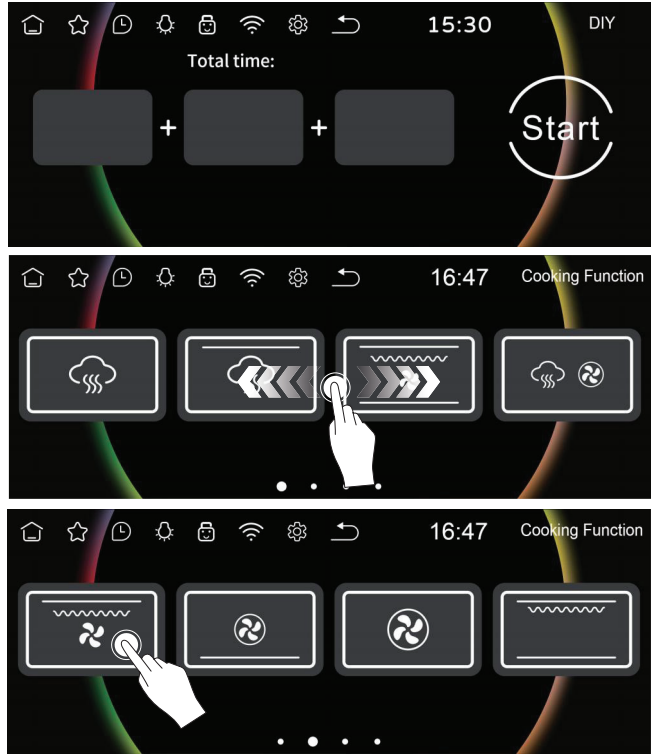 15:30 DIY
Total time:
+ +
Start
16:47 Cooking Function
16:47 Cooking Function